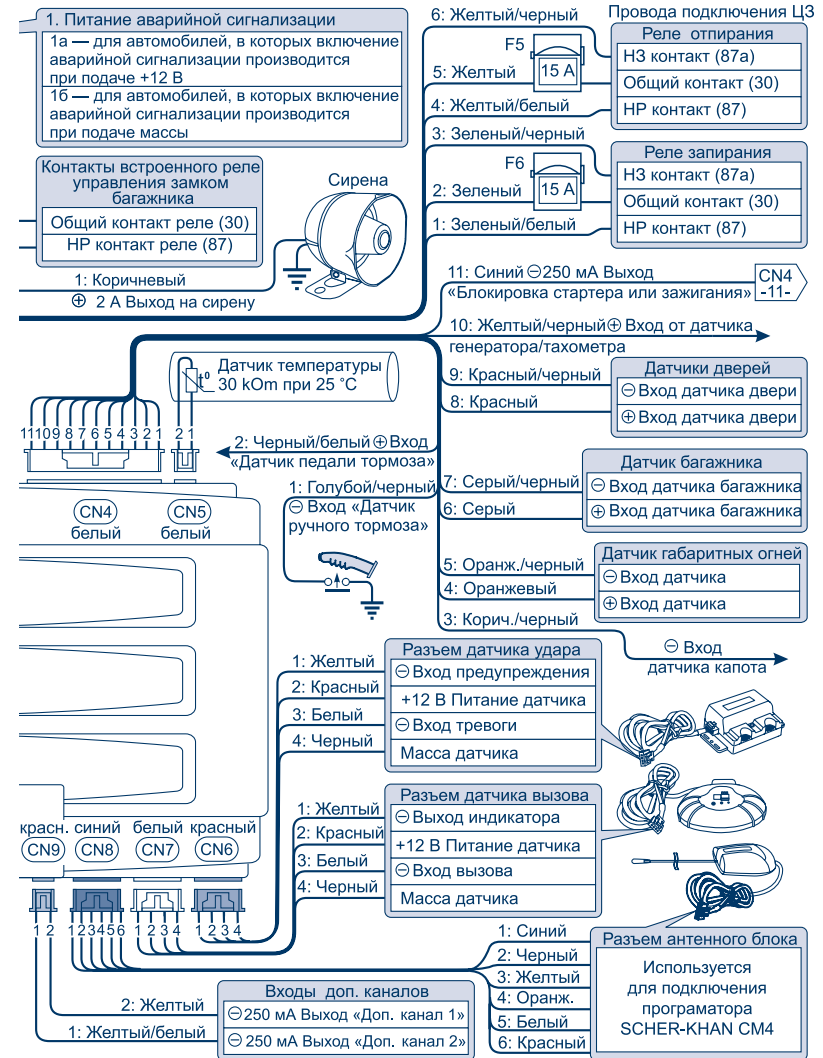 1. Питание аварийной сигнализации
1а — для автомобилей, в которых включение
аварийной сигнализации производится
при подаче +12 В
1б — для автомобилей, в которых включение
аварийной сигнализации производится
при подаче массы
Контакты встроенного реле
управления замком
багажника
Общий контакт реле (30)
НР контакт реле (87)
Сирена
1: Коричневый
⊕ 2 А Выход на сирену
Провода подключения ЦЗ
6: Желтый/черный
F5
15 А
5: Желтый
4: Желтый/белый
Реле отпирания
НЗ контакт (87а)
Общий контакт (30)
НР контакт (87)
3: Зеленый/черный
F6
15 А
2: Зеленый
1: Зеленый/белый
Реле запирания
НЗ контакт (87а)
Общий контакт (30)
НР контакт (87)
11: Синий ⊖250 мА Выход
«Блокировка стартера или зажигания»
CN4
-11-
10: Желтый/черный⊕ Вход от датчика
генератора/тахометра
Датчик температуры
30 kOm при 25 °C
t⁰
9: Красный/черный
8: Красный
Датчики дверей
⊖ Вход датчика двери
⊕ Вход датчика двери
11 10 9 8 7 6 5 4 3 2 1
2 1
2: Черный/белый ⊕ Вход
«Датчик педали тормоза»
1: Голубой/черный
⊖ Вход «Датчик
ручного тормоза»
CN4
белый
CN5
белый
7: Серый/черный
6: Серый
Датчик багажника
⊖ Вход датчика багажника
⊕ Вход датчика багажника
5: Оранж./черный
4: Оранжевый
Датчик габаритных огней
⊖ Вход датчика
⊕ Вход датчика
3: Корич./черный
⊖ Вход
датчика капота
1: Желтый
2: Красный
3: Белый
4: Черный
Разъем датчика удара
⊖ Вход предупреждения
+12 В Питание датчика
⊖ Вход тревоги
Масса датчика
1: Желтый
2: Красный
3: Белый
4: Черный
Разъем датчика вызова
⊖ Выход индикатора
+12 В Питание датчика
⊖ Вход вызова
Масса датчика
красн. синий белый красный
CN9 CN8 CN7 CN6
1 2
1 2 3 4 5 6
1 2 3 4
1 2 3 4
1: Синий
2: Черный
3: Желтый
4: Оранж.
5: Белый
6: Красный
Разъем антенного блока
Используется
для подключения
програматора
SCHER-KHAN CM4
2: Желтый
1: Желтый/белый
Входы доп. каналов
⊖ 250 мА Выход «Доп. канал 1»
⊖ 250 мА Выход «Доп. канал 2»